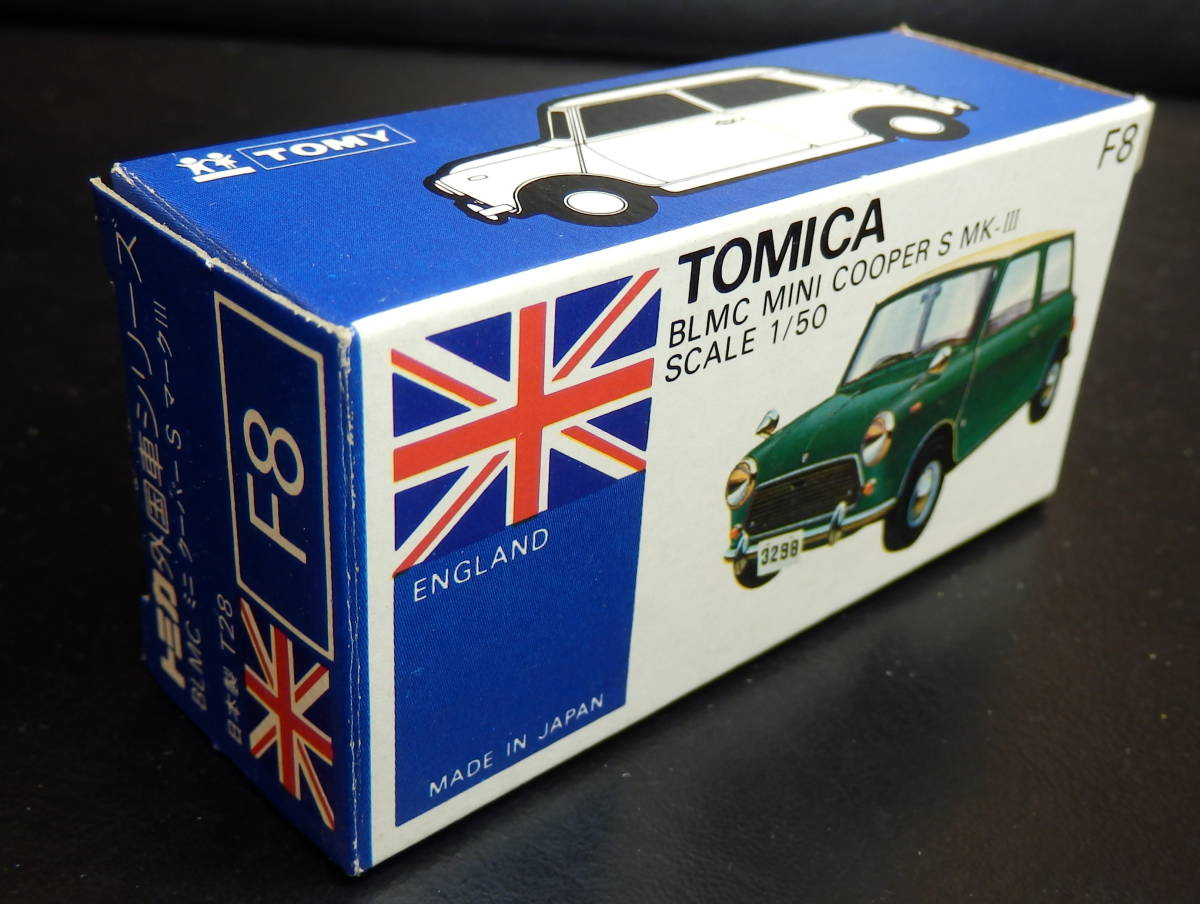 TOMY
TOMICA
BLMC MINI COOPER S MK-III
SCALE 1/50
F8
3298
ENGLAND
MADE IN JAPAN
トミカ外国車シリーズ
BLMC ミニ クーパー S マークIII
日本製 T28
F8